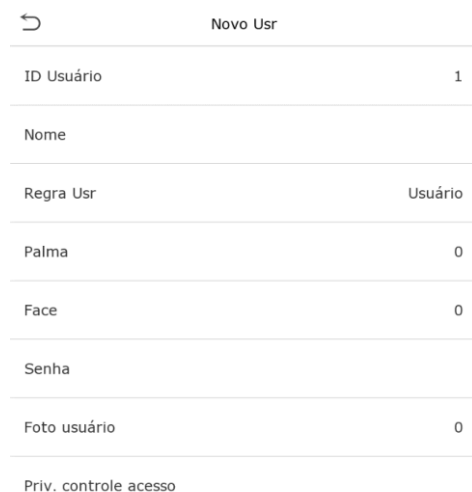 Novo Usr
ID Usuário 1
Nome
Regra Usr Usuário
Palma 0
Face 0
Senha
Foto usuário 0
Priv. controle acesso